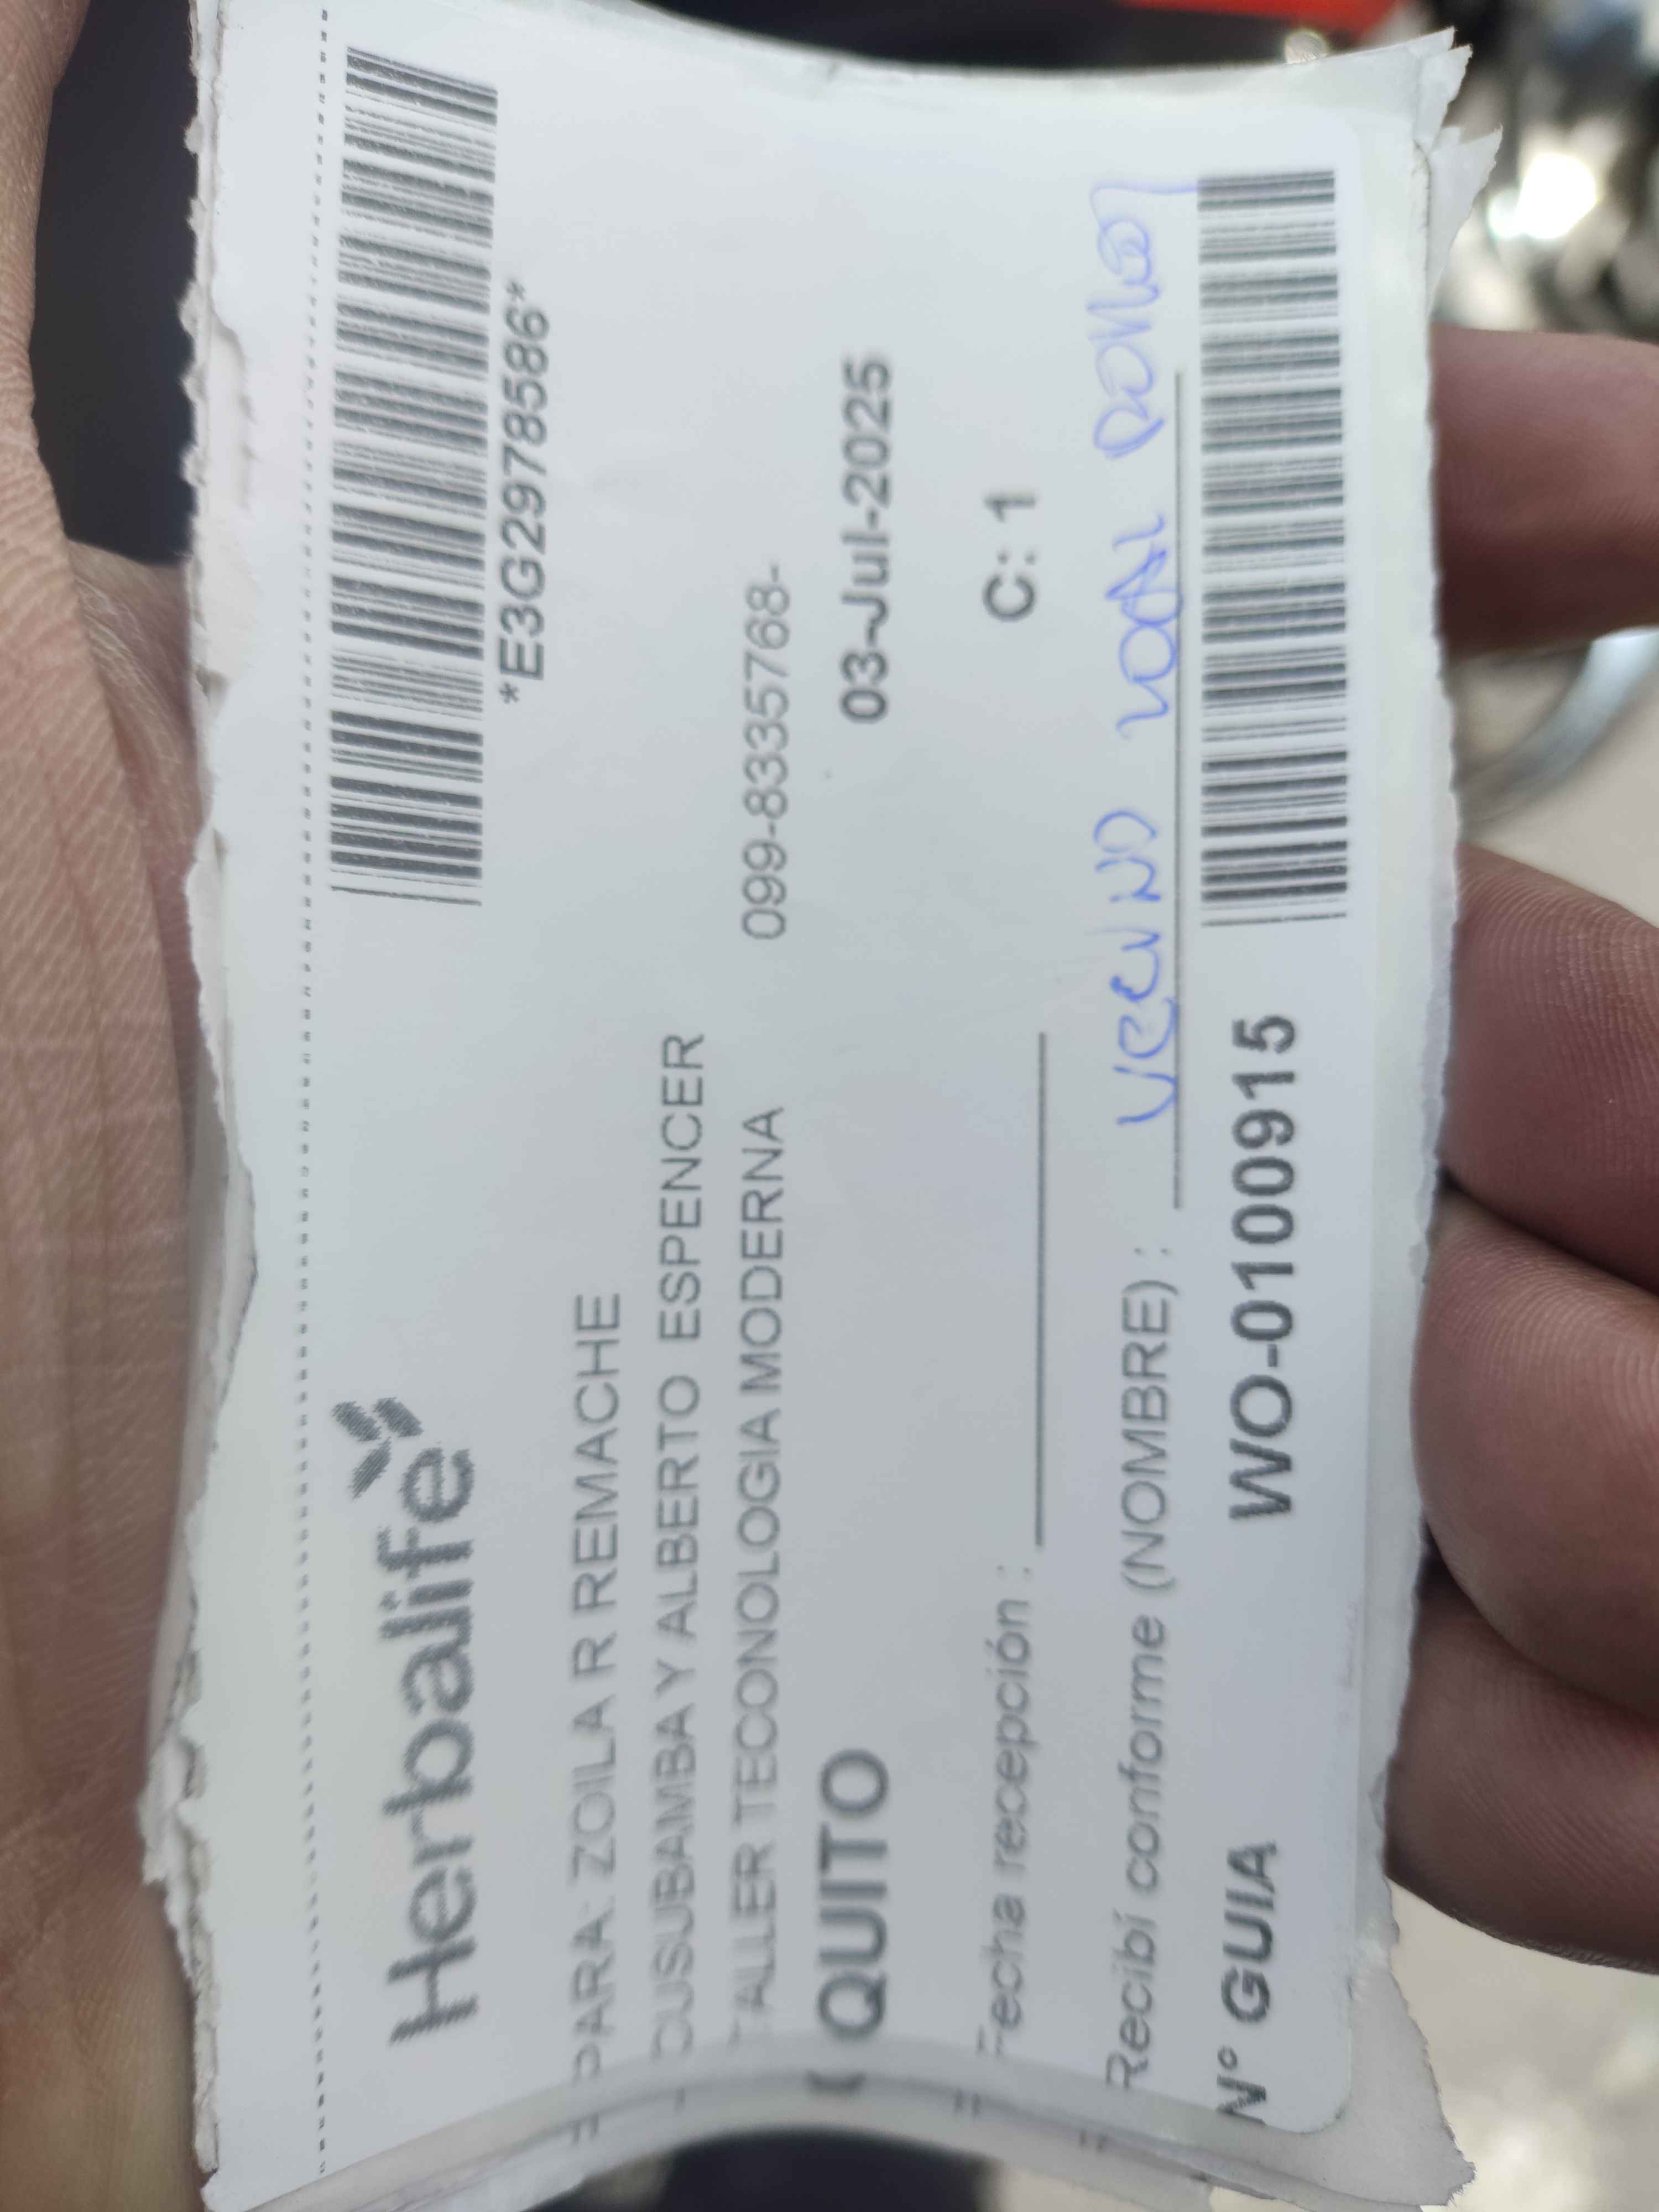 Herbalife
*E3G2978586*
PARA: ZOILA R REMACHE
CUSUBAMBA Y ALBERTO ESPENCER
TALLER TECONOLOGIA MODERNA 099-8335768-
QUITO 03-Jul-2025
Fecha recepción : C: 1
Recibí conforme (NOMBRE) :
N° GUIA WO-0100915